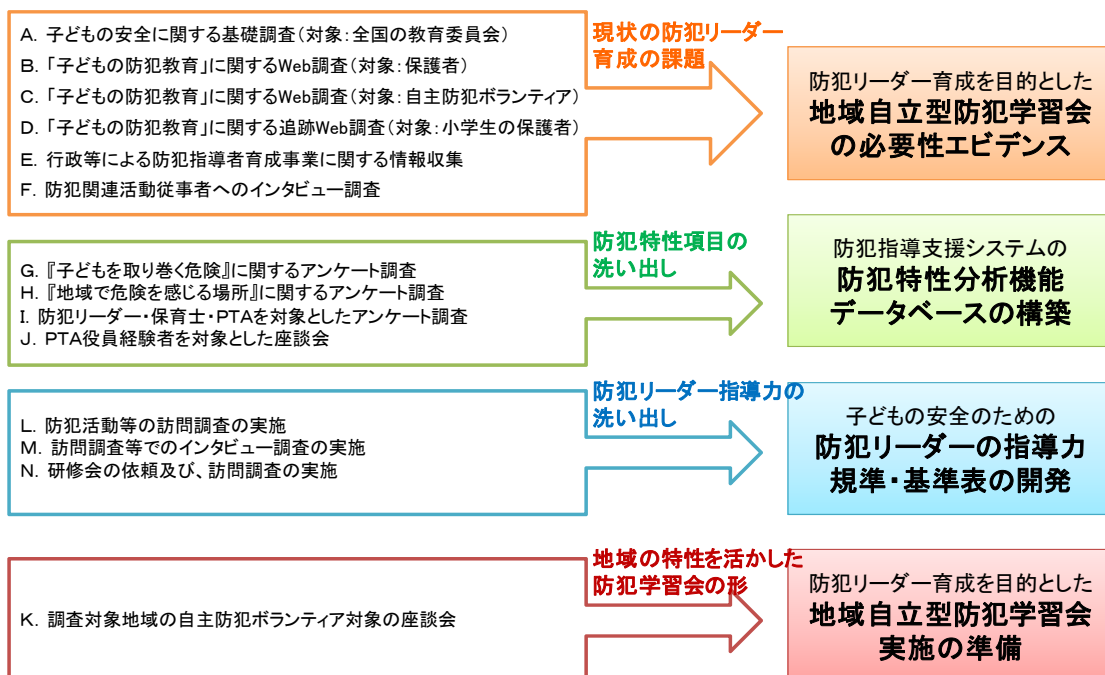 A. 子どもの安全に関する基礎調査(対象:全国の教育委員会)
B. 「子どもの防犯教育」に関するWeb調査(対象:保護者)
C. 「子どもの防犯教育」に関するWeb調査(対象:自主防犯ボランティア)
D. 「子どもの防犯教育」に関する追跡Web調査(対象:小学生の保護者)
E. 行政等による防犯指導者育成事業に関する情報収集
F. 防犯関連活動従事者へのインタビュー調査
現状の防犯リーダー
育成の課題
防犯リーダー育成を目的とした
地域自立型防犯学習会
の必要性エビデンス
G. 『子どもを取り巻く危険』に関するアンケート調査
H. 『地域で危険を感じる場所』に関するアンケート調査
I. 防犯リーダー・保育士・PTAを対象としたアンケート調査
J. PTA役員経験者を対象とした座談会
防犯特性項目の
洗い出し
防犯指導支援システムの
防犯特性分析機能
データベースの構築
L. 防犯活動等の訪問調査の実施
M. 訪問調査等でのインタビュー調査の実施
N. 研修会の依頼及び、訪問調査の実施
防犯リーダー指導力の
洗い出し
子どもの安全のための
防犯リーダーの指導力
規準・基準表の開発
K. 調査対象地域の自主防犯ボランティア対象の座談会
地域の特性を活かした
防犯学習会の形
防犯リーダー育成を目的とした
地域自立型防犯学習会
実施の準備